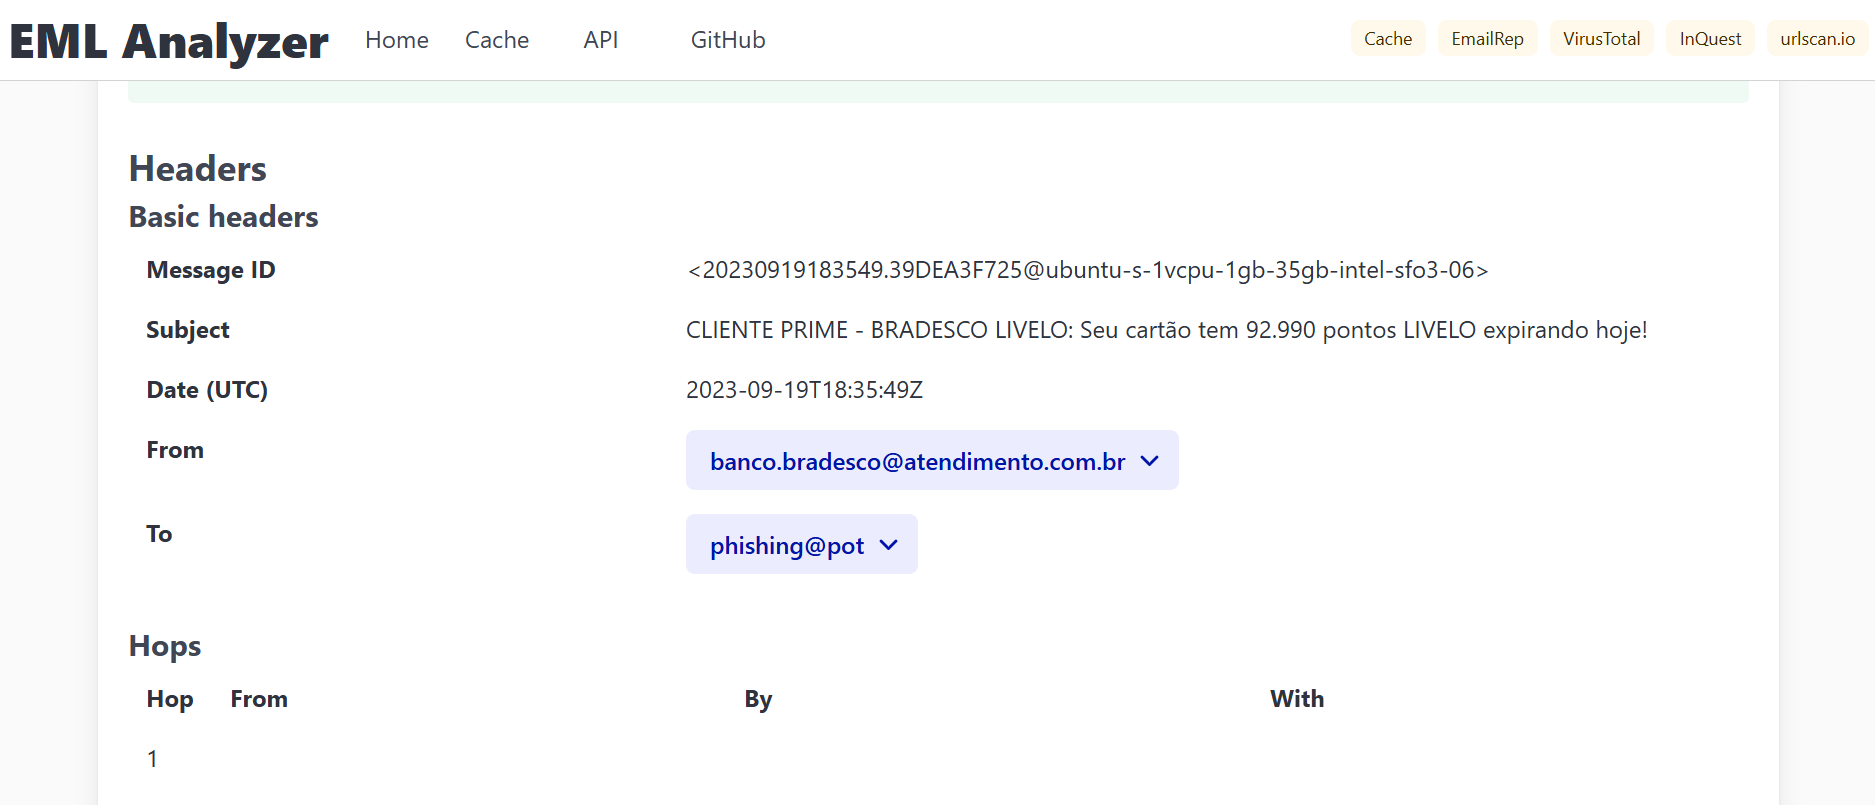 EML Analyzer Home Cache API GitHub Cache EmailRep VirusTotal InQuest urlscan.io
Headers
Basic headers
Message ID <20230919183549.39DEA3F725@ubuntu-s-1vcpu-1gb-35gb-intel-sfo3-06>
Subject CLIENTE PRIME - BRADESCO LIVELO: Seu cartão tem 92.990 pontos LIVELO expirando hoje!
Date (UTC) 2023-09-19T18:35:49Z
From banco.bradesco@atendimento.com.br
To phishing@pot
Hops
Hop From By With
1